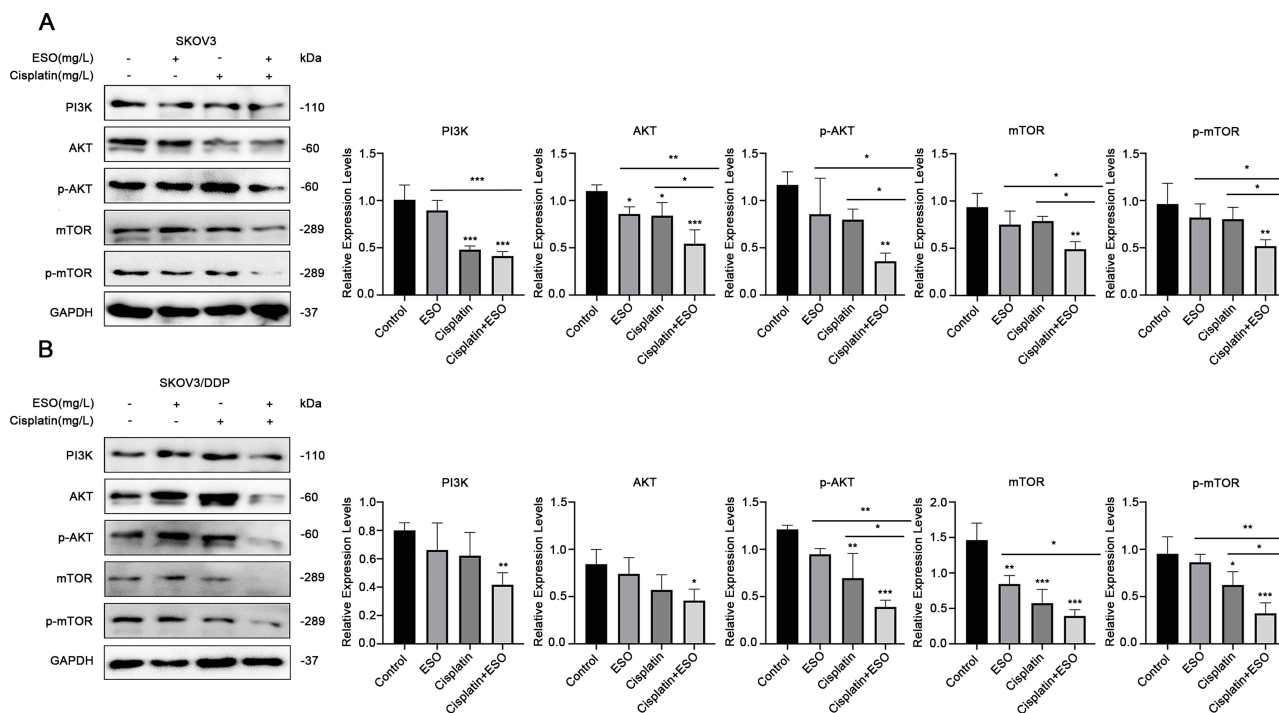 A
SKOV3
ESO(mg/L) - + - + kDa
Cisplatin(mg/L) - - + +
PI3K -110
AKT -60
p-AKT -60
mTOR -289
p-mTOR -289
GAPDH -37
PI3K
Relative Expression Levels
1.5
1.0
0.5
0.0
***
***
***
Control
ESO
Cisplatin
Cisplatin+ESO
AKT
Relative Expression Levels
1.5
1.0
0.5
0.0
**
*
*
*
***
Control
ESO
Cisplatin
Cisplatin+ESO
p-AKT
Relative Expression Levels
1.5
1.0
0.5
0.0
*
*
**
Control
ESO
Cisplatin
Cisplatin+ESO
mTOR
Relative Expression Levels
1.5
1.0
0.5
0.0
*
*
**
Control
ESO
Cisplatin
Cisplatin+ESO
p-mTOR
Relative Expression Levels
1.5
1.0
0.5
0.0
*
*
**
Control
ESO
Cisplatin
Cisplatin+ESO
B
SKOV3/DDP
ESO(mg/L) - + - + kDa
Cisplatin(mg/L) - - + +
PI3K -110
AKT -60
p-AKT -60
mTOR -289
p-mTOR -289
GAPDH -37
PI3K
Relative Expression Levels
0.8
0.6
0.4
0.2
0.0
**
Control
ESO
Cisplatin
Cisplatin+ESO
AKT
Relative Expression Levels
1.5
1.0
0.5
0.0
*
Control
ESO
Cisplatin
Cisplatin+ESO
p-AKT
Relative Expression Levels
1.5
1.0
0.5
0.0
**
*
**
***
Control
ESO
Cisplatin
Cisplatin+ESO
mTOR
Relative Expression Levels
2.0
1.5
1.0
0.5
0.0
*
**
***
***
Control
ESO
Cisplatin
Cisplatin+ESO
p-mTOR
Relative Expression Levels
1.5
1.0
0.5
0.0
**
*
*
***
Control
ESO
Cisplatin
Cisplatin+ESO